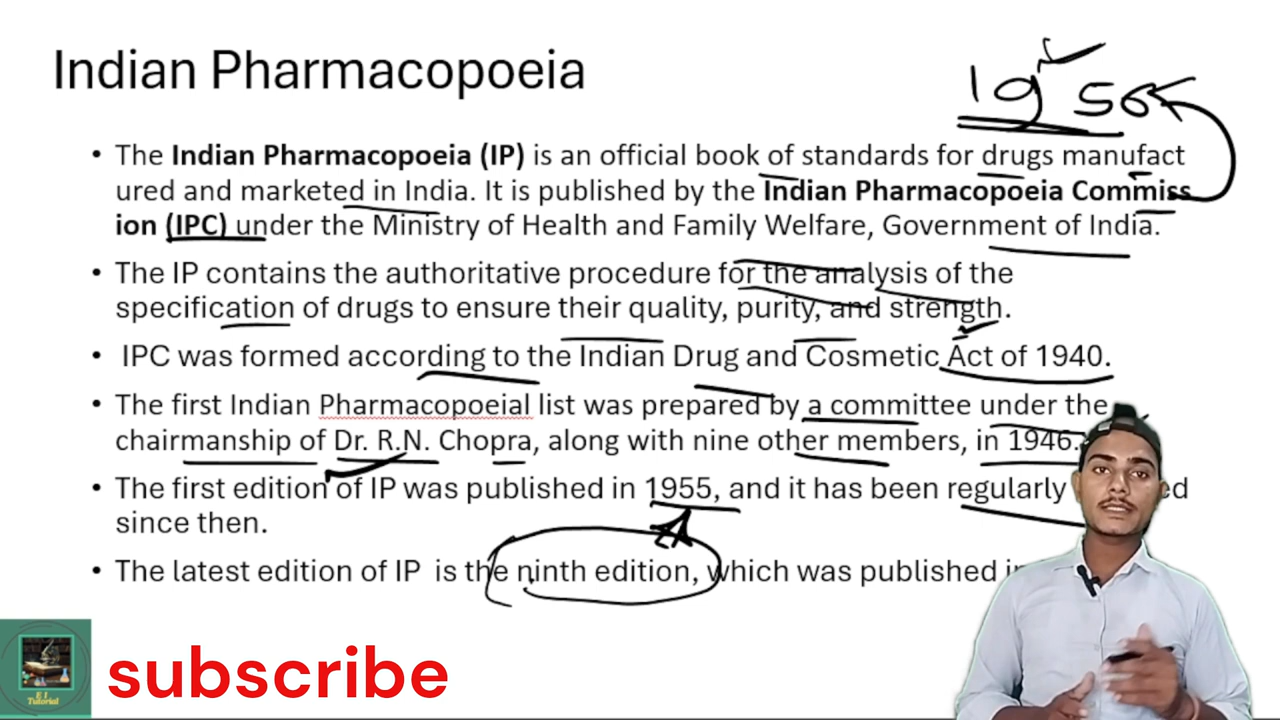 Indian Pharmacopoeia
1956
• The Indian Pharmacopoeia (IP) is an official book of standards for drugs manufact
ured and marketed in India. It is published by the Indian Pharmacopoeia Commiss
ion (IPC) under the Ministry of Health and Family Welfare, Government of India.
• The IP contains the authoritative procedure for the analysis of the
specification of drugs to ensure their quality, purity, and strength.
• IPC was formed according to the Indian Drug and Cosmetic Act of 1940.
• The first Indian Pharmacopoeial list was prepared by a committee under the
chairmanship of Dr. R.N. Chopra, along with nine other members, in 1946.
• The first edition of IP was published in 1955, and it has been regularly
since then.
• The latest edition of IP is the ninth edition, which was published
subscribe
Tutorial